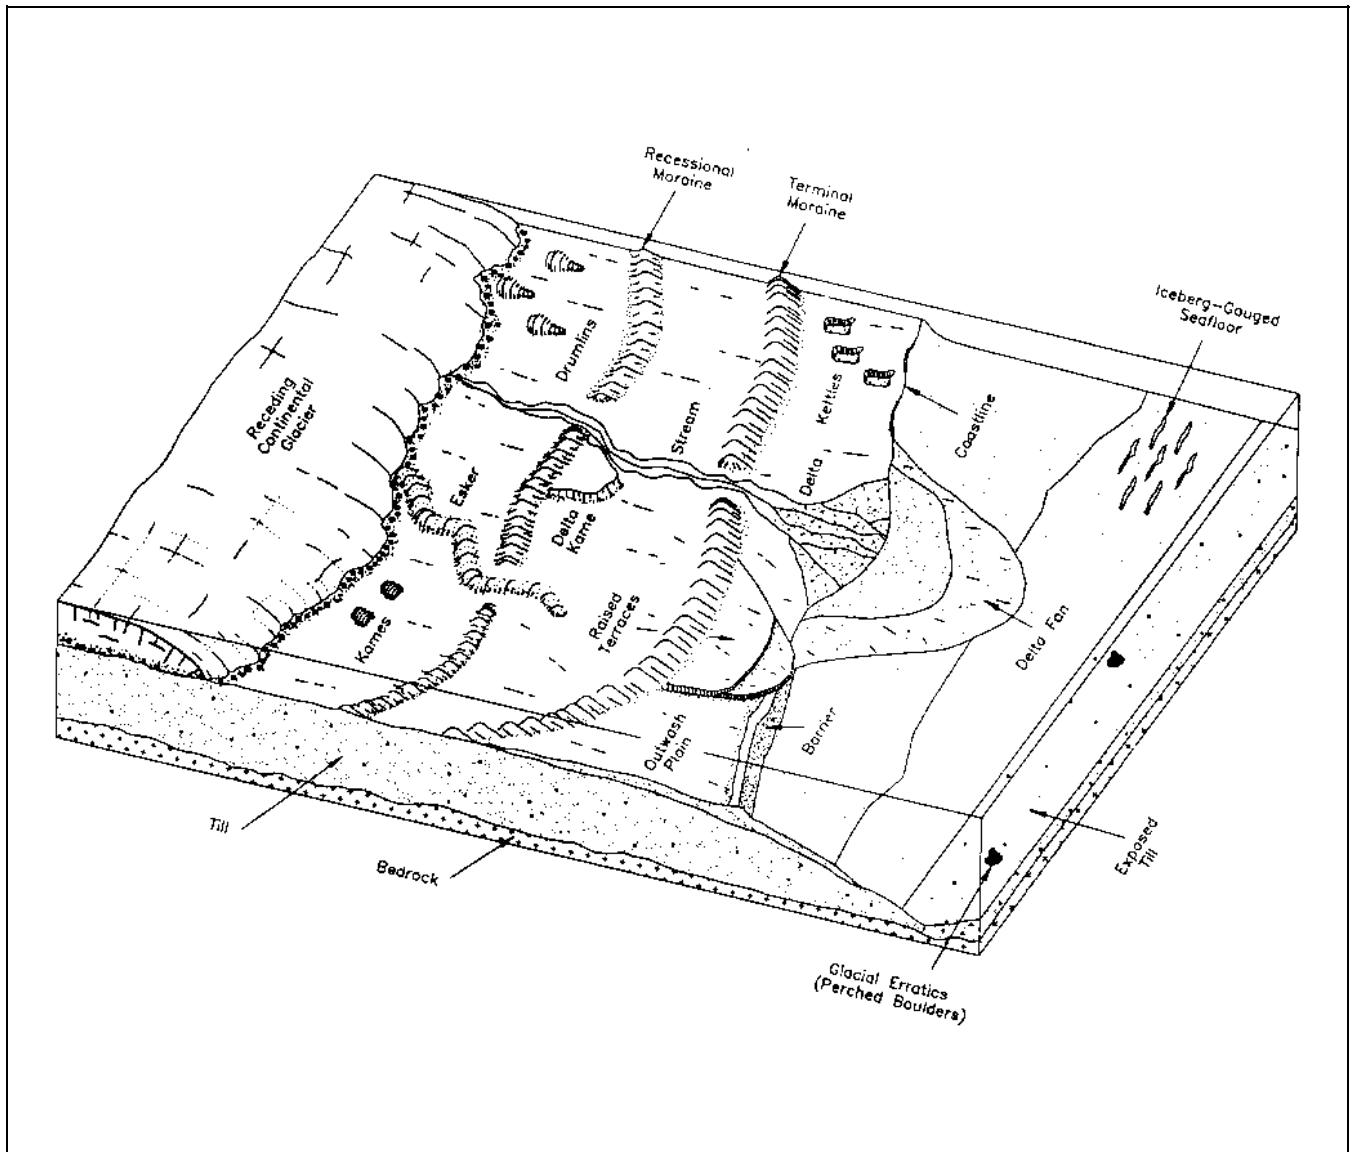 Recessional
Moraine
Terminal
Moraine
Iceberg-Gouged
Seafloor
Receding
Continental
Glacier
Drumlins
Stream
Kettles
Coastline
Delta
Esker
Delta
Kame
Kames
Raised
Terraces
Delta Fan
Outwash
Plain
Barrier
Till
Bedrock
Exposed
Till
Glacial Erratics
(Perched Boulders)